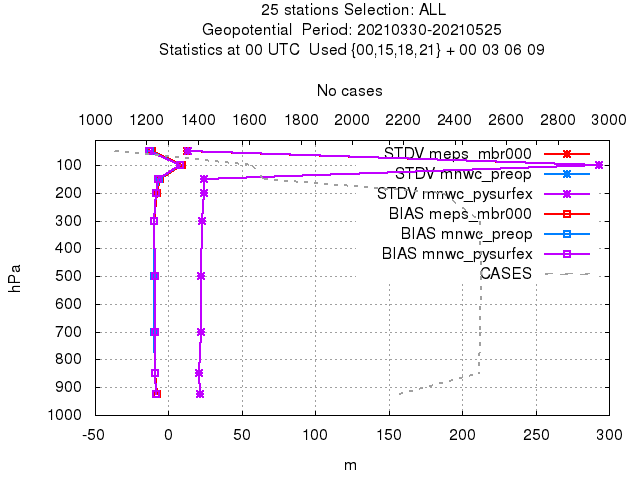 25 stations Selection: ALL
Geopotential  Period: 20210330-20210525
Statistics at 00 UTC  Used {00,15,18,21} + 00 03 06 09
No cases
1000 1200 1400 1600 1800 2000 2200 2400 2600 2800 3000
STDV meps_mbr000
STDV mnwc_preop
STDV mnwc_pysurfex
BIAS meps_mbr000
BIAS mnwc_preop
BIAS mnwc_pysurfex
CASES
100
200
300
400
500
600
700
800
900
1000
hPa
-50 0 50 100 150 200 250 300
m